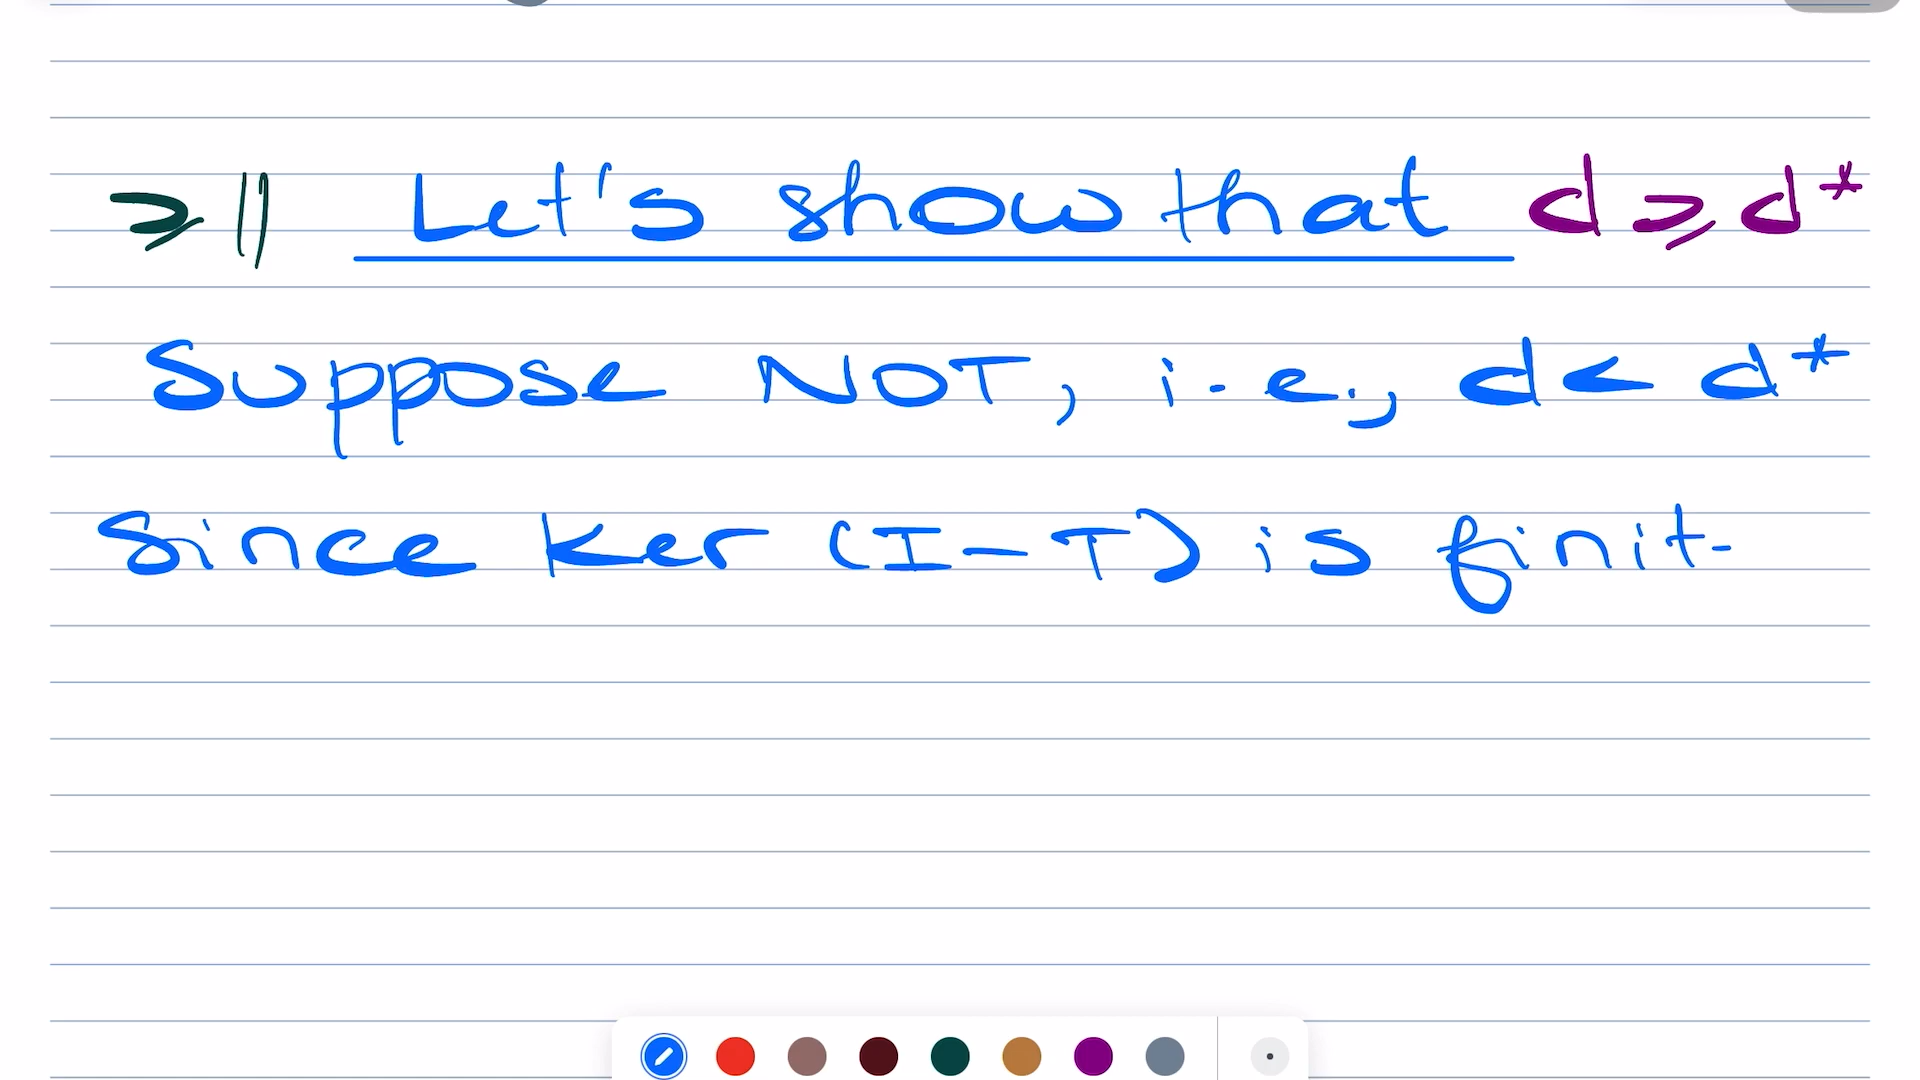 ≥ || Let's show that d ≥ d*
Suppose NOT, i.e., d < d*
Since ker (I-T) is finit-